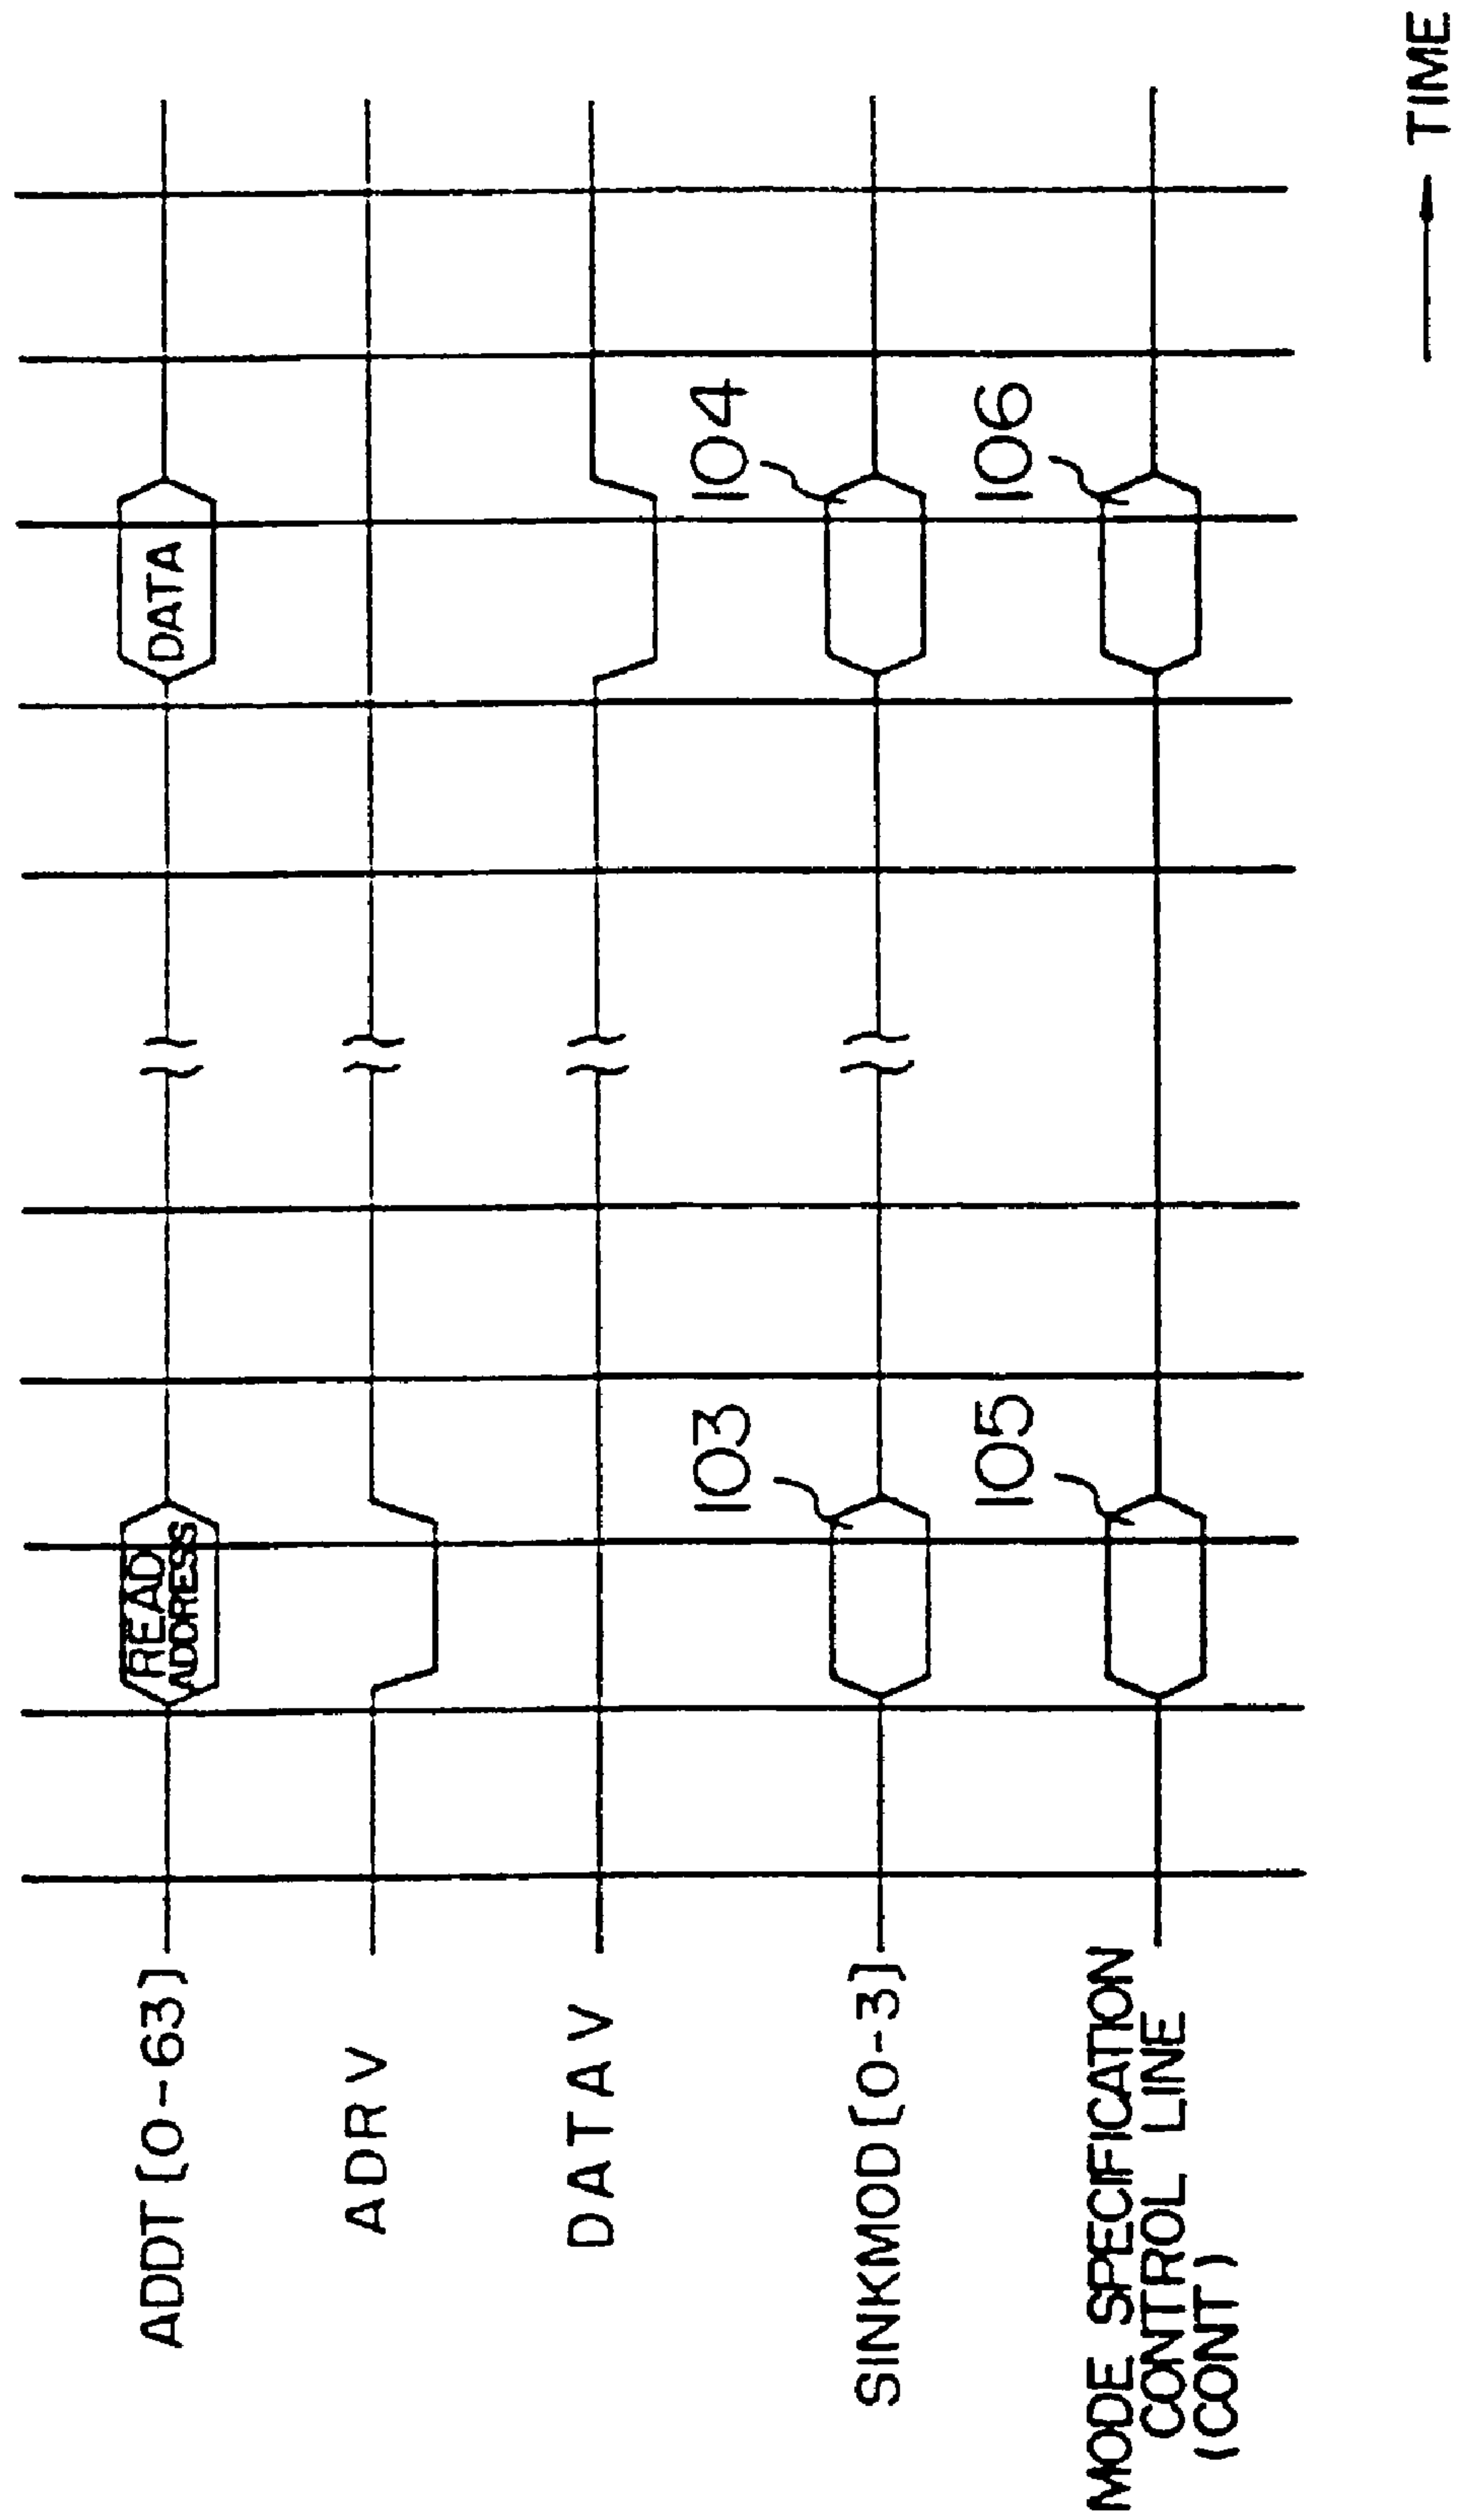 ADDT[0-63]
READ
ADDRESS
DATA
ADRV
DATAV
SINKMOD[0-3]
103
104
MODE SPECIFICATION
CONTROL LINE
(CONT)
105
106
TIME